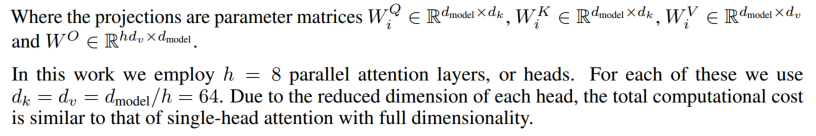 Where the projections are parameter matrices $W_i^Q \in \mathbb{R}^{d_{\text{model}} \times d_k}$, $W_i^K \in \mathbb{R}^{d_{\text{model}} \times d_k}$, $W_i^V \in \mathbb{R}^{d_{\text{model}} \times d_v}$
and $W^O \in \mathbb{R}^{hd_v \times d_{\text{model}}}$.
In this work we employ $h = 8$ parallel attention layers, or heads. For each of these we use
$d_k = d_v = d_{\text{model}}/h = 64$. Due to the reduced dimension of each head, the total computational cost
is similar to that of single-head attention with full dimensionality.